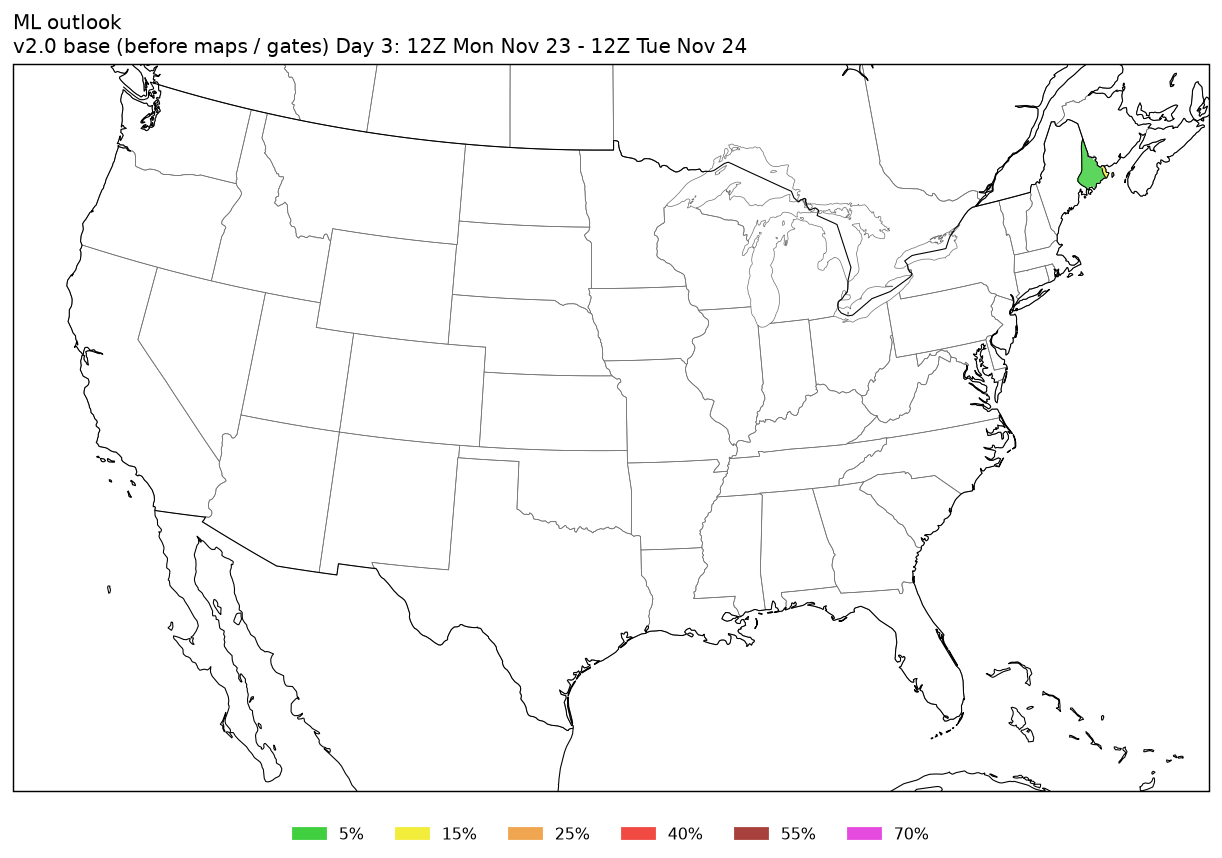 ML outlook
v2.0 base (before maps / gates) Day 3: 12Z Mon Nov 23 - 12Z Tue Nov 24
5% 15% 25% 40% 55% 70%